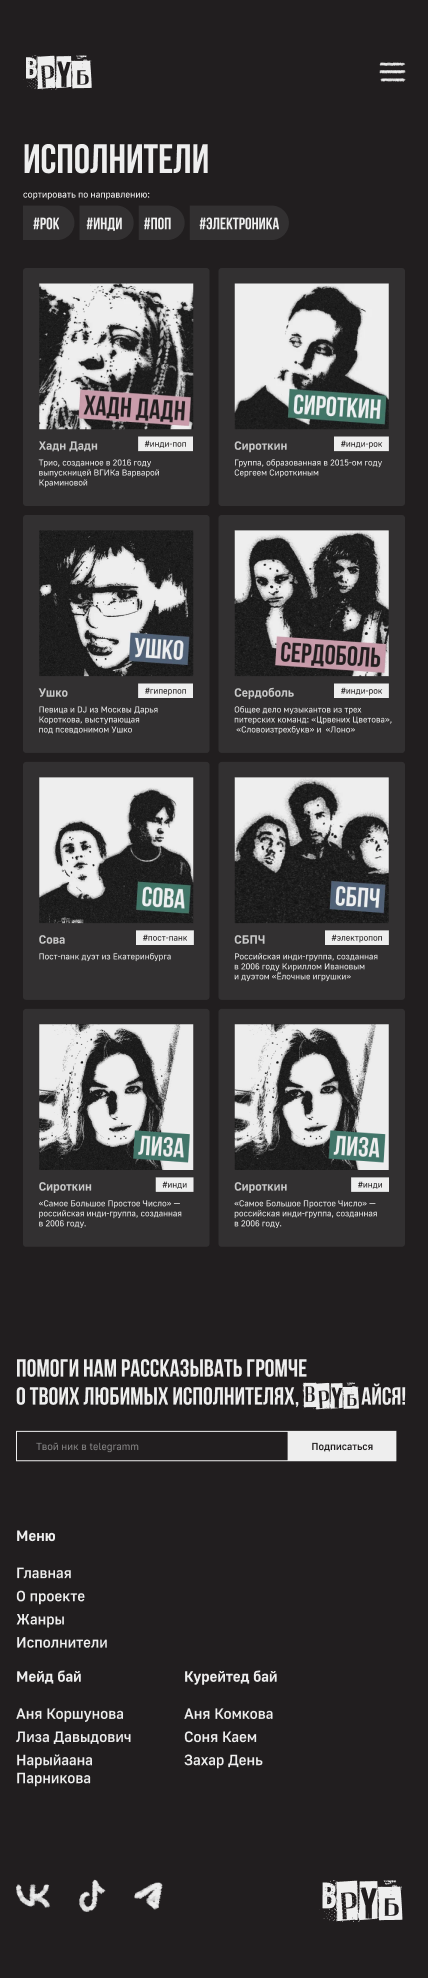 ВРУБ
ИСПОЛНИТЕЛИ
сортировать по направлению:
#РОК #ИНДИ #ПОП #ЭЛЕКТРОНИКА
ХАДН ДАДН
Хадн Дадн #инди-поп
Трио, созданное в 2016 году
выпускницей ВГИКа Варварой
Краминовой
СИРОТКИН
Сироткин #инди-рок
Группа, образованная в 2015-ом году
Сергеем Сироткиным
УШКО
Ушко #гиперпоп
Певица и DJ из Москвы Дарья
Короткова, выступающая
под псевдонимом Ушко
СЕРДОБОЛЬ
Сердоболь #инди-рок
Общее дело музыкантов из трех
питерских команд: «Црвених Цветова»,
«Словоизтрехбукв» и «Лоно»
СОВА
Сова #пост-панк
Пост-панк дуэт из Екатеринбурга
СБПЧ
СБПЧ #электропоп
Российская инди-группа, созданная
в 2006 году Кириллом Ивановым
и дуэтом «Ёлочные игрушки»
ЛИЗА
Сироткин #инди
«Самое Большое Простое Число» —
российская инди-группа, созданная
в 2006 году.
ЛИЗА
Сироткин #инди
«Самое Большое Простое Число» —
российская инди-группа, созданная
в 2006 году.
ПОМОГИ НАМ РАССКАЗЫВАТЬ ГРОМЧЕ
О ТВОИХ ЛЮБИМЫХ ИСПОЛНИТЕЛЯХ, ВРУБАЙСЯ!
Твой ник в telegramm Подписаться
Меню
Главная
О проекте
Жанры
Исполнители
Мейд бай
Аня Коршунова
Лиза Давыдович
Нарыйаана
Парникова
Курейтед бай
Аня Комкова
Соня Каем
Захар День
ВРУБ